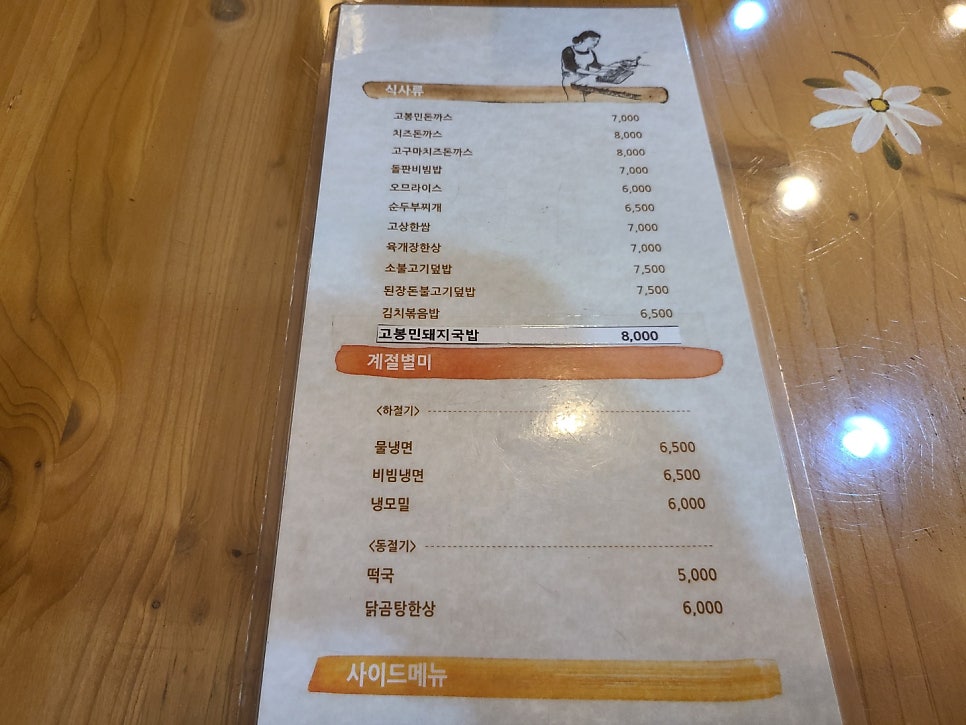 식사류
고봉민돈까스 7,000
치즈돈까스 8,000
고구마치즈돈까스 8,000
돌판비빔밥 7,000
오므라이스 6,000
순두부찌개 6,500
고상한쌈 7,000
육개장한상 7,000
소불고기덮밥 7,500
된장돈불고기덮밥 7,500
김치볶음밥 6,500
고봉민돼지국밥 8,000
계절별미
<하절기>
물냉면 6,500
비빔냉면 6,500
냉모밀 6,000
<동절기>
떡국 5,000
닭곰탕한상 6,000
사이드메뉴